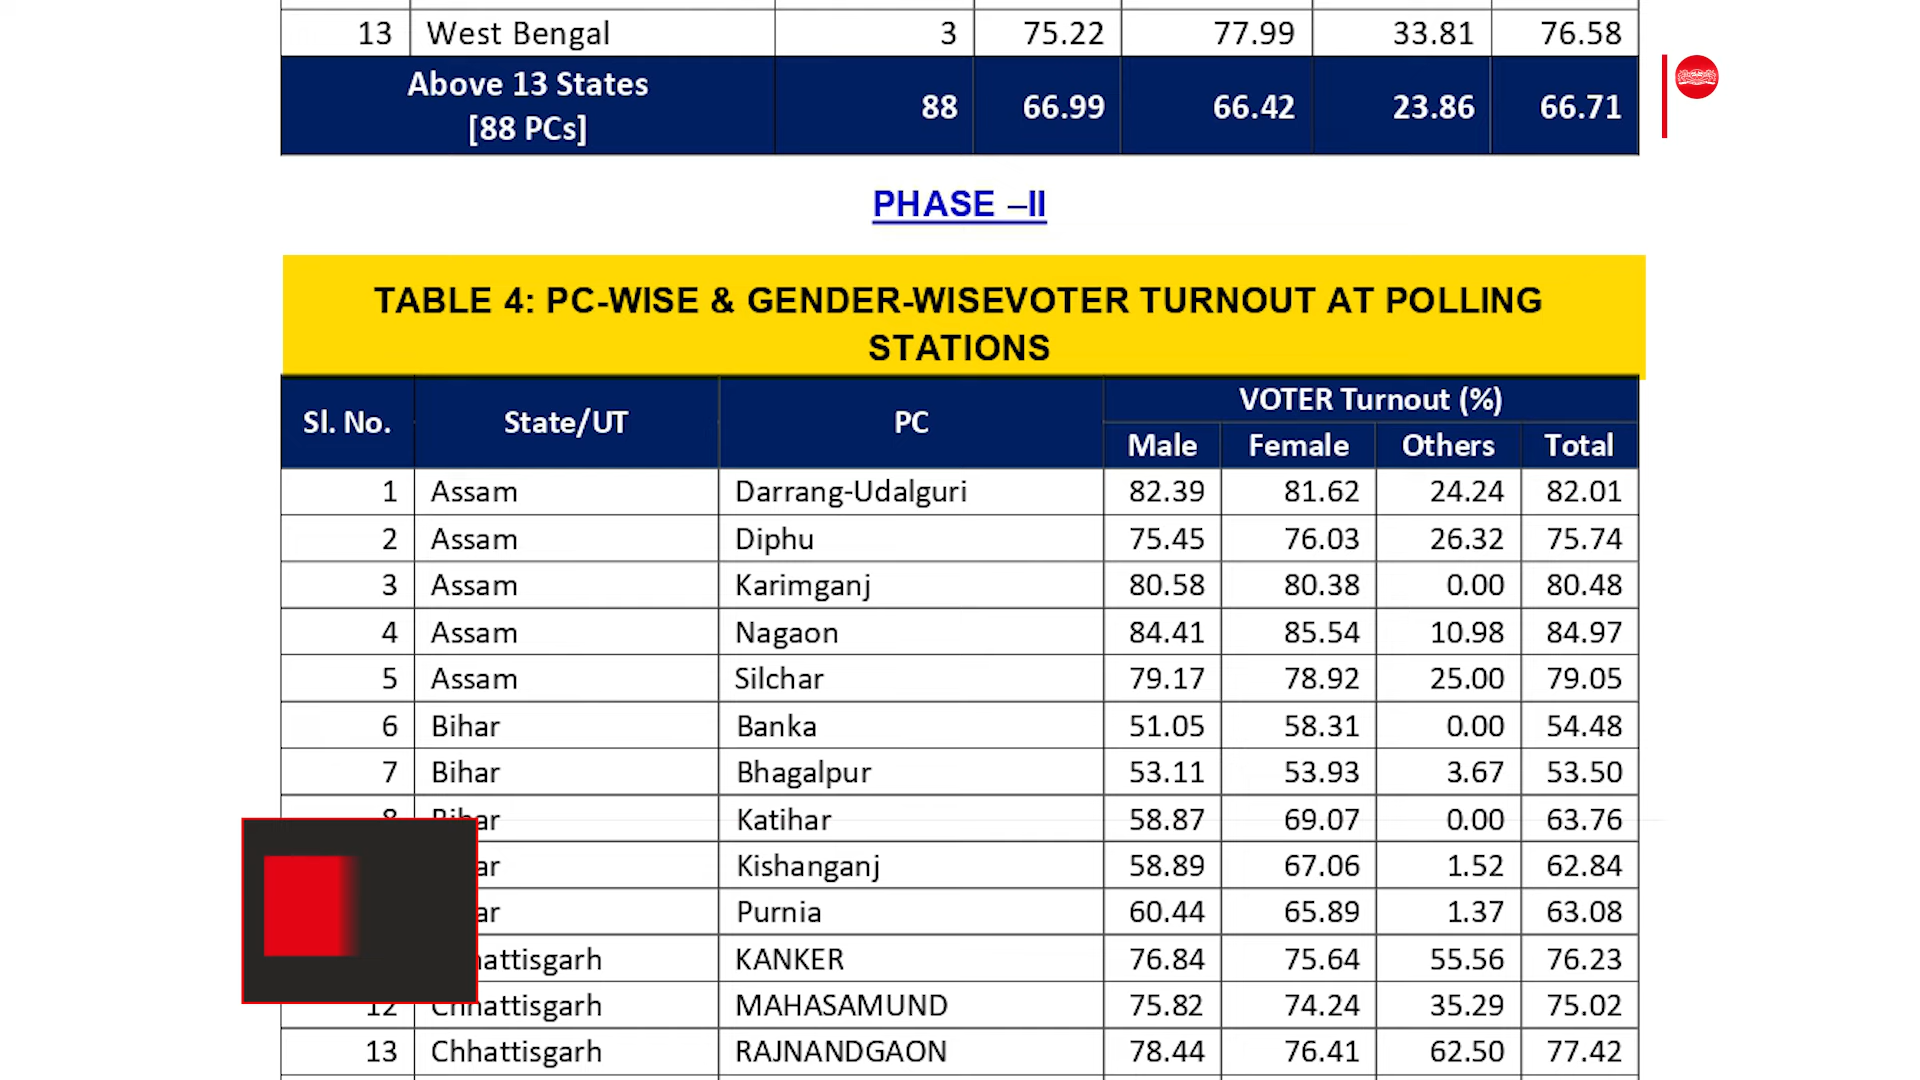 13 West Bengal 3 75.22 77.99 33.81 76.58
Above 13 States
[88 PCs] 88 66.99 66.42 23.86 66.71
PHASE –II
TABLE 4: PC-WISE & GENDER-WISEVOTER TURNOUT AT POLLING
STATIONS
Sl. No. State/UT PC VOTER Turnout (%)
Male Female Others Total
1 Assam Darrang-Udalguri 82.39 81.62 24.24 82.01
2 Assam Diphu 75.45 76.03 26.32 75.74
3 Assam Karimganj 80.58 80.38 0.00 80.48
4 Assam Nagaon 84.41 85.54 10.98 84.97
5 Assam Silchar 79.17 78.92 25.00 79.05
6 Bihar Banka 51.05 58.31 0.00 54.48
7 Bihar Bhagalpur 53.11 53.93 3.67 53.50
8 Bihar Katihar 58.87 69.07 0.00 63.76
Kishanganj 58.89 67.06 1.52 62.84
Purnia 60.44 65.89 1.37 63.08
hattisgarh KANKER 76.84 75.64 55.56 76.23
12 Chhattisgarh MAHASAMUND 75.82 74.24 35.29 75.02
13 Chhattisgarh RAJNANDGAON 78.44 76.41 62.50 77.42